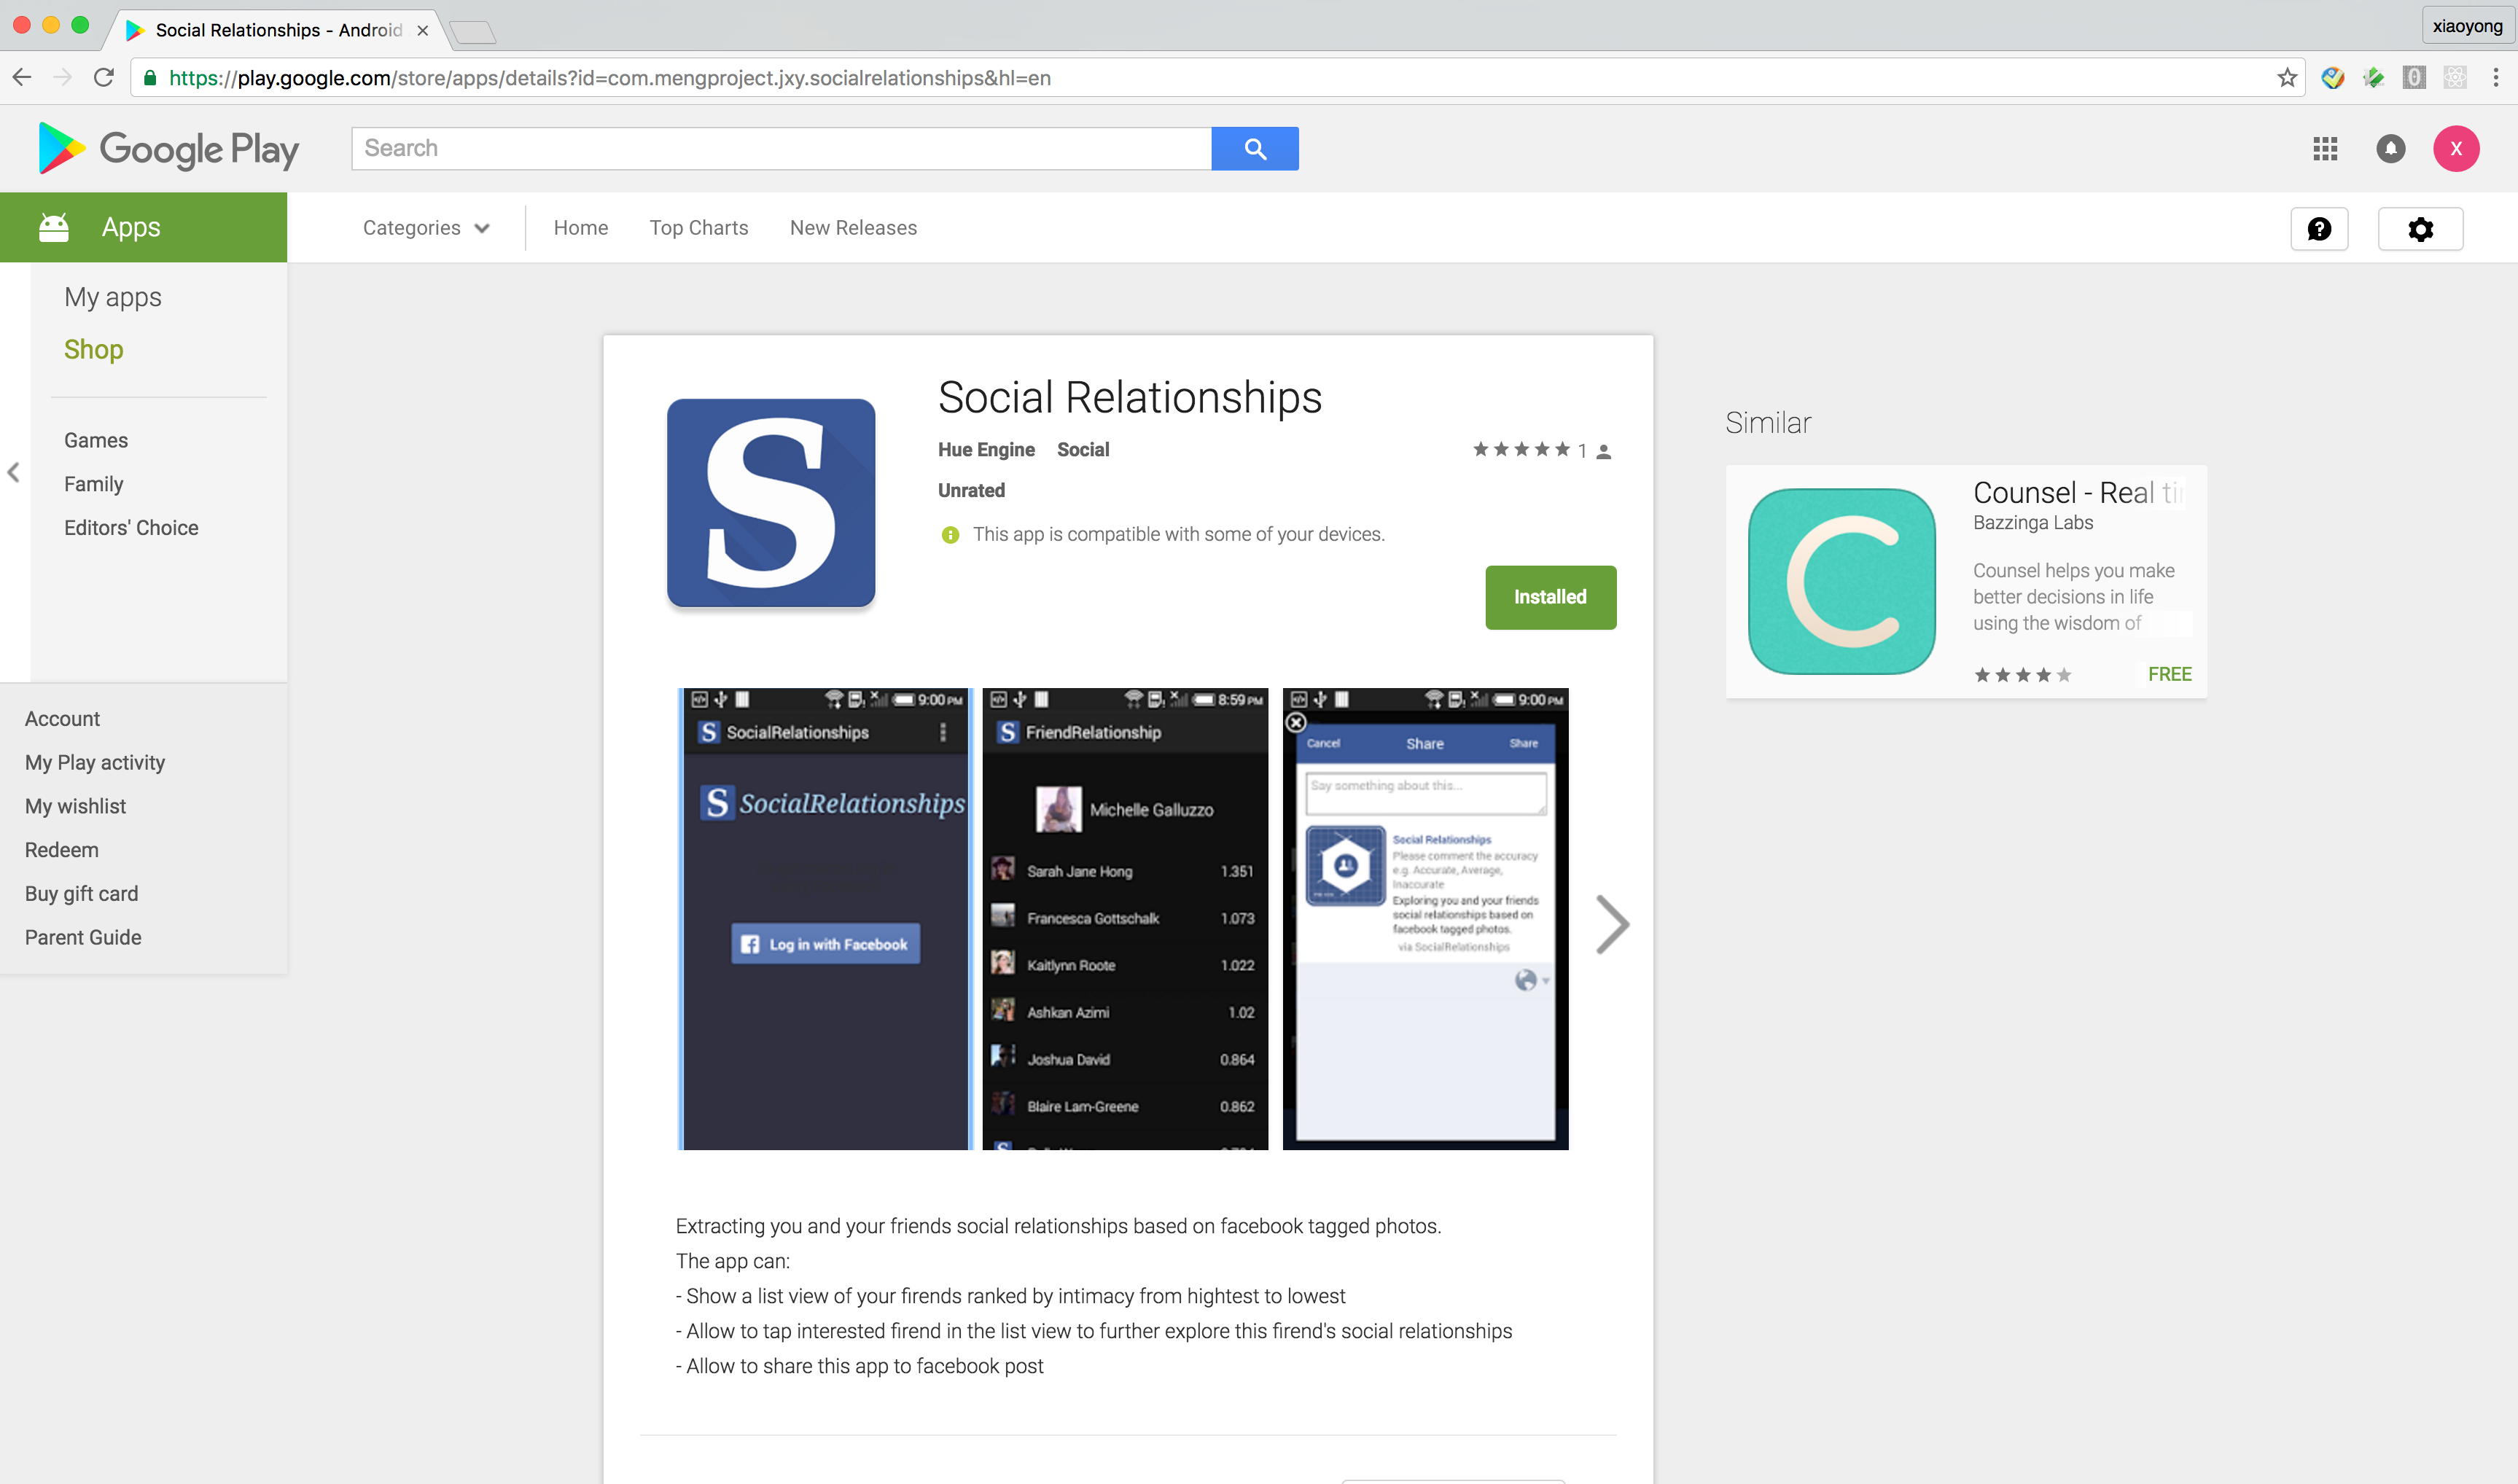 Social Relationships - Android
xiaoyong
https://play.google.com/store/apps/details?id=com.mengproject.jxy.socialrelationships&hl=en
Google Play
Search
X
Apps
Categories
Home
Top Charts
New Releases
My apps
Shop
Games
Family
Editors' Choice
Account
My Play activity
My wishlist
Redeem
Buy gift card
Parent Guide
S
Social Relationships
Hue Engine Social
1
Unrated
This app is compatible with some of your devices.
Installed
9:00 PM
S SocialRelationships
S SocialRelationships
Log in with Facebook
8:59 PM
S FriendRelationship
Michelle Galluzzo
Sarah Jane Hong 1.351
Francesca Gottschalk 1.073
Kaitlynn Roote 1.022
Ashkan Azimi 1.02
Joshua David 0.864
Blaire Lam-Greene 0.862
9:00 PM
Cancel Share Share
Say something about this...
Social Relationships
Please comment the accuracy
e.g. Accurate, Average,
Inaccurate
Exploring you and your friends
social relationships based on
facebook tagged photos.
via SocialRelationships
Extracting you and your friends social relationships based on facebook tagged photos.
The app can:
- Show a list view of your firends ranked by intimacy from hightest to lowest
- Allow to tap interested firend in the list view to further explore this firend's social relationships
- Allow to share this app to facebook post
Similar
C
Counsel - Real
Bazzinga Labs
Counsel helps you make
better decisions in life
using the wisdom of
FREE